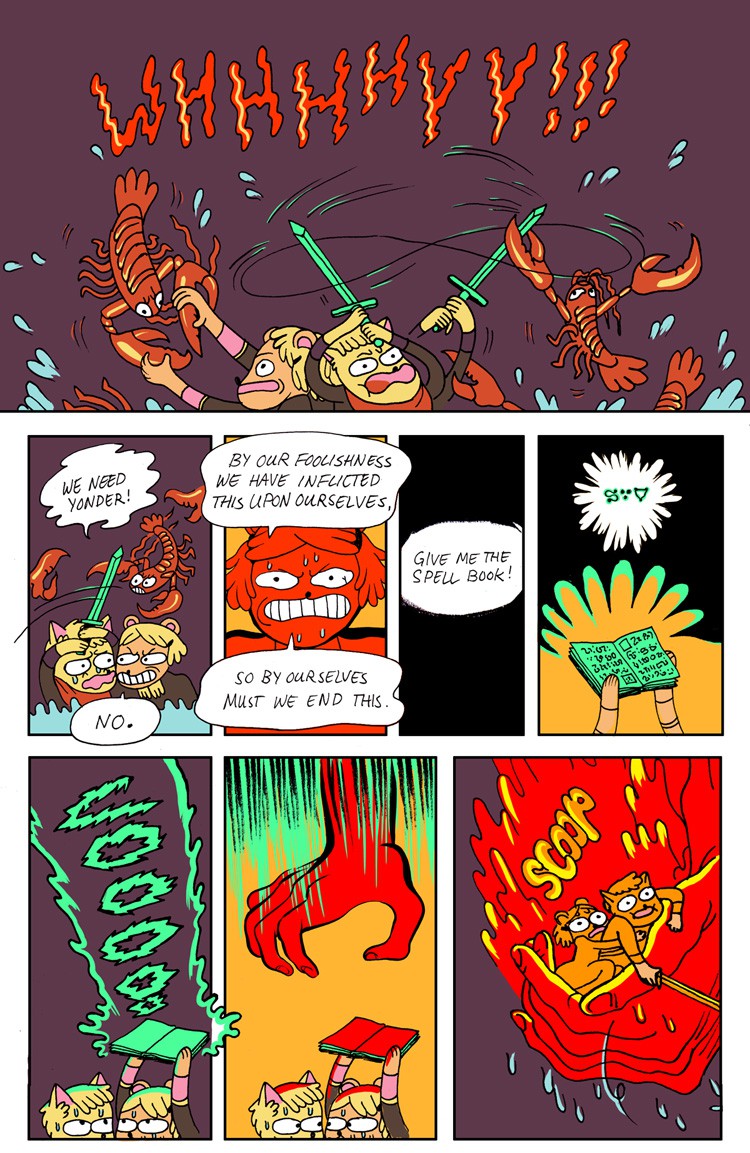 WHHHHYY!!!
WE NEED
YONDER!
NO.
BY OUR FOOLISHNESS
WE HAVE INFLICTED
THIS UPON OURSELVES,
SO BY OURSELVES
MUST WE END THIS.
GIVE ME THE
SPELL BOOK!
SCOOP